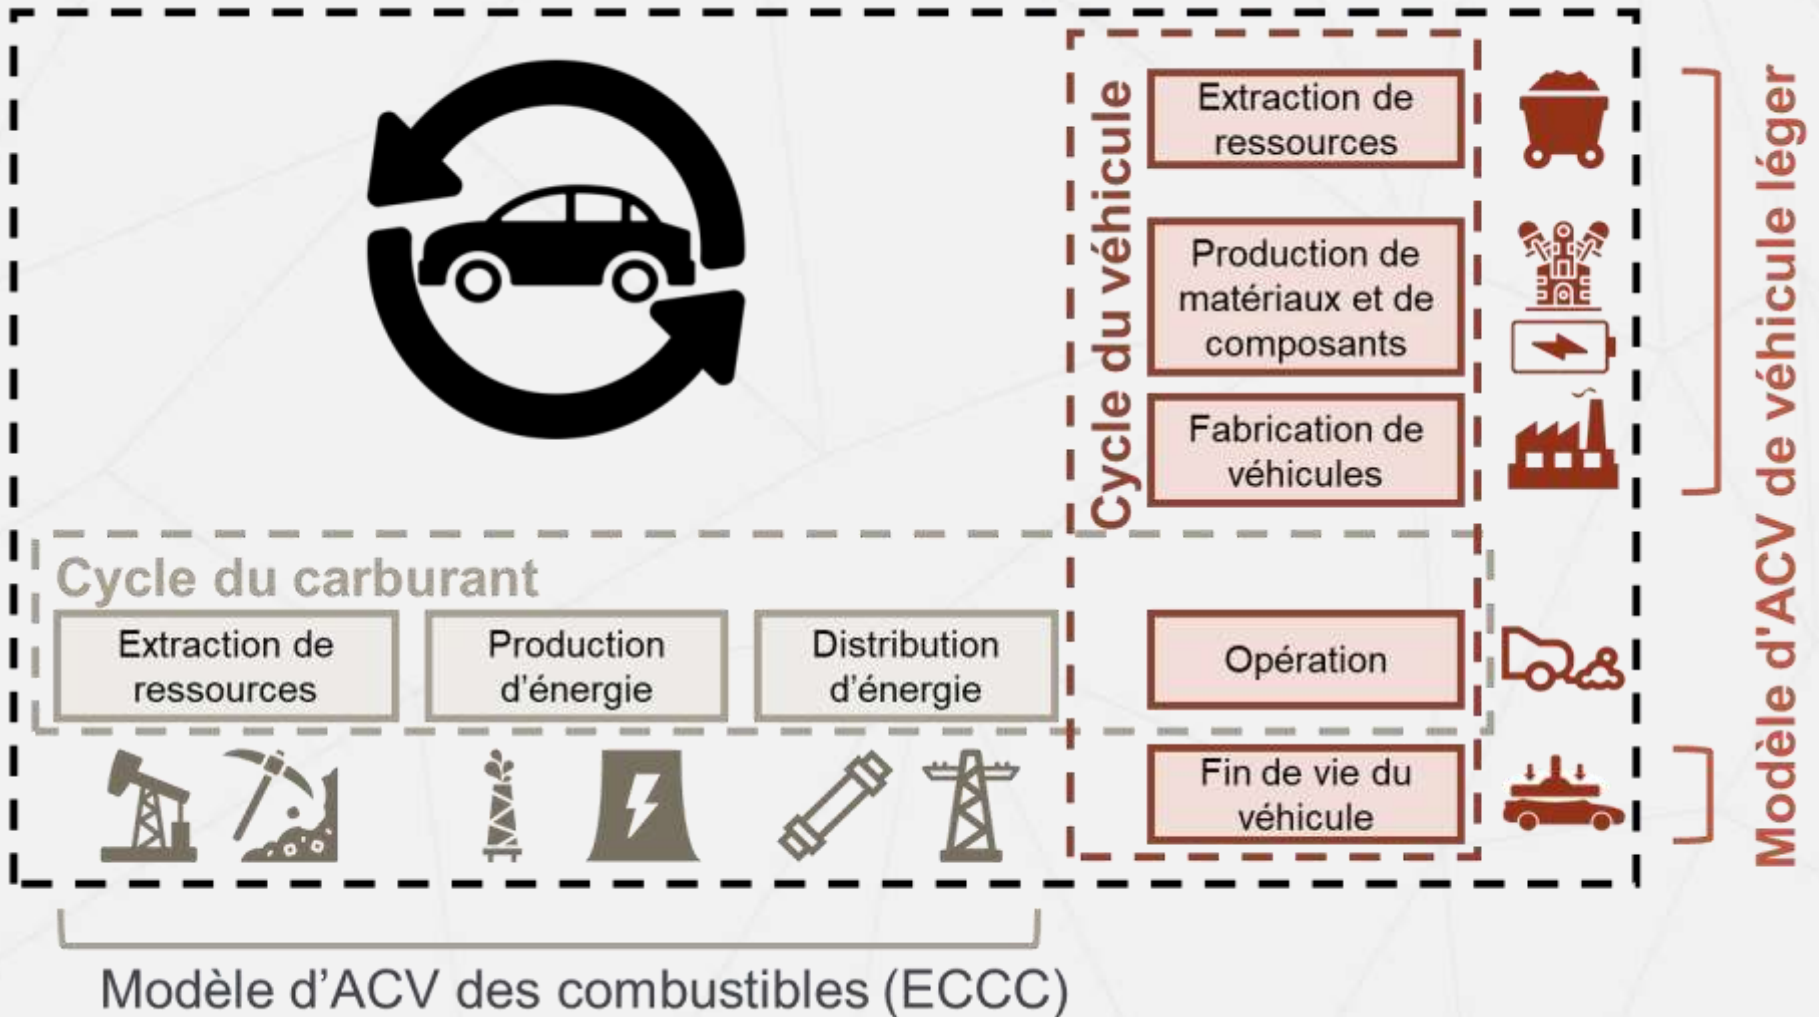 Cycle du véhicule
Extraction de
ressources
Production de
matériaux et de
composants
Fabrication de
véhicules
Modèle d'ACV de véhicule léger
Cycle du carburant
Extraction de
ressources
Production
d’énergie
Distribution
d’énergie
Opération
Fin de vie du
véhicule
Modèle d’ACV des combustibles (ECCC)